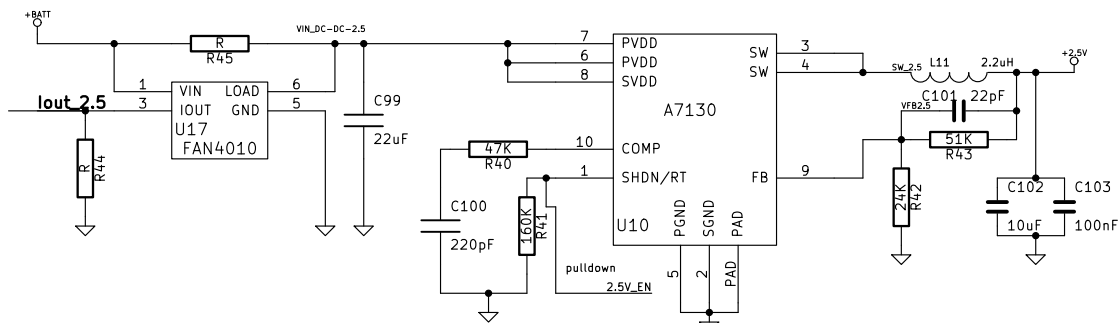 +BATT
R
R45
VIN_DC-DC-2.5
1
VIN
LOAD
6
Iout_2.5
3
IOUT
GND
5
U17
FAN4010
R
R44
C99
22uF
7
PVDD
6
PVDD
8
SVDD
SW
3
SW
4
A7130
47K
R40
10
COMP
1
SHDN/RT
FB
9
C100
220pF
160K
R41
PGND
SGND
PAD
U10
5
2
PAD
pulldown
2.5V_EN
SW_2.5
L11
2.2uH
+2.5V
C101
22pF
VFB2.5
51K
R43
24K
R42
C102
10uF
C103
100nF